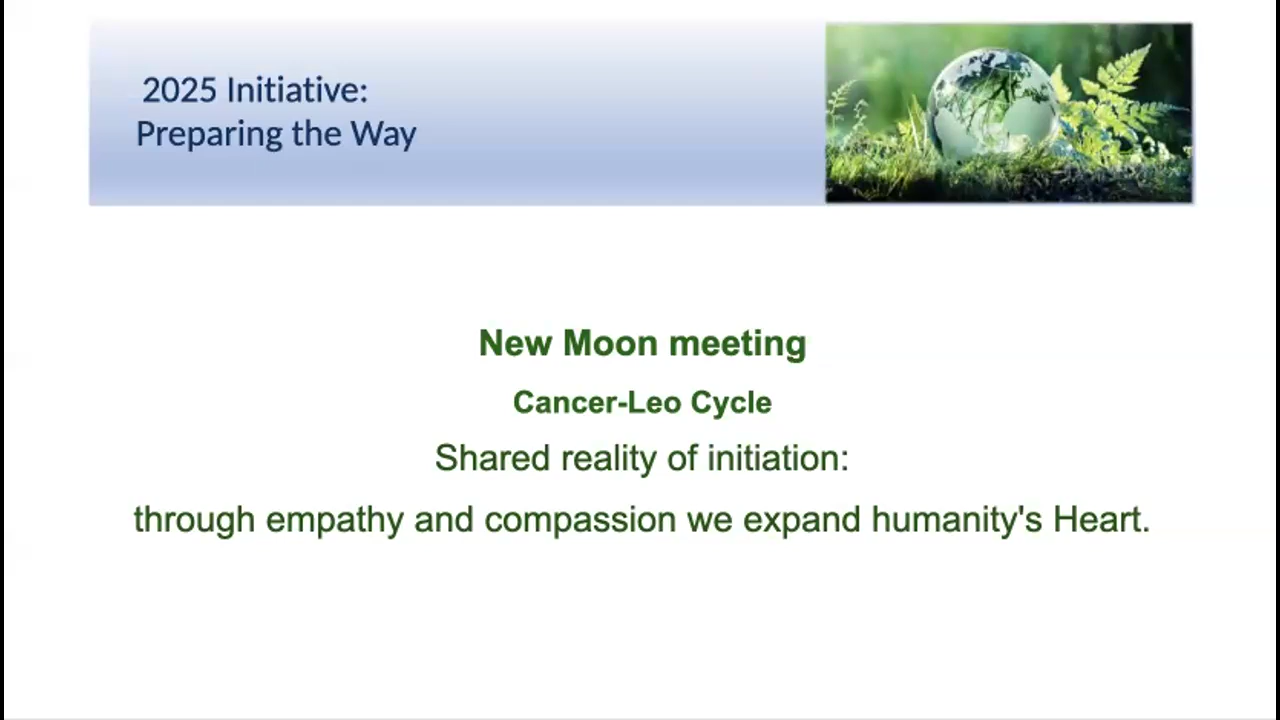 2025 Initiative:
Preparing the Way
New Moon meeting
Cancer-Leo Cycle
Shared reality of initiation:
through empathy and compassion we expand humanity's Heart.